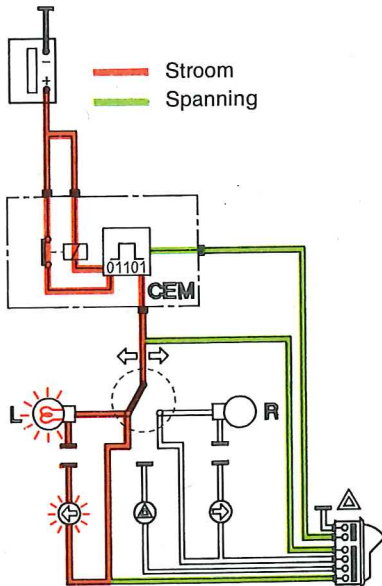 −
+
Stroom
Spanning
01101
CEM
L
R